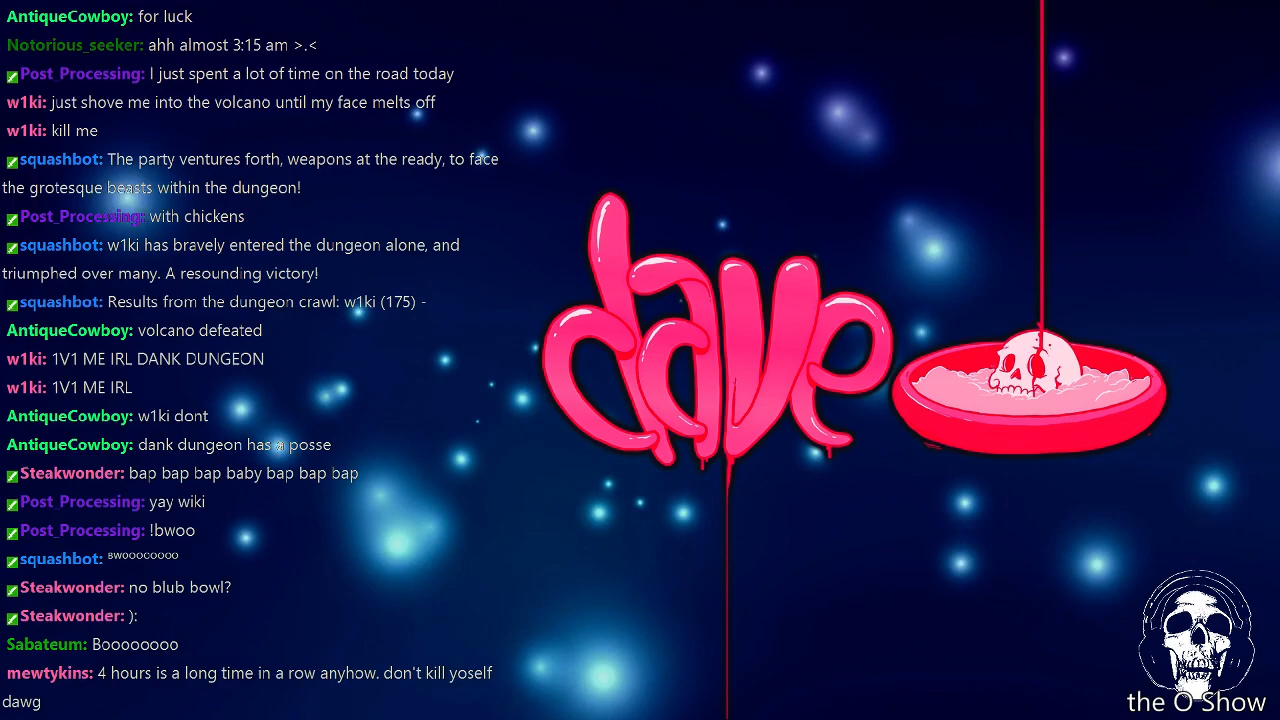 AntiqueCowboy: for luck
Notorious_seeker: ahh almost 3:15 am >.<
Post_Processing: I just spent a lot of time on the road today
w1ki: just shove me into the volcano until my face melts off
w1ki: kill me
squashbot: The party ventures forth, weapons at the ready, to face
the grotesque beasts within the dungeon!
Post_Processing: with chickens
squashbot: w1ki has bravely entered the dungeon alone, and
triumphed over many. A resounding victory!
squashbot: Results from the dungeon crawl: w1ki (175) -
AntiqueCowboy: volcano defeated
w1ki: 1V1 ME IRL DANK DUNGEON
w1ki: 1V1 ME IRL
AntiqueCowboy: w1ki dont
AntiqueCowboy: dank dungeon has a posse
Steakwonder: bap bap bap baby bap bap bap
Post_Processing: yay wiki
Post_Processing: !bwoo
squashbot: ᴮᵂᴼᴼᴼᴼᴼᴼᴼ
Steakwonder: no blub bowl?
Steakwonder: ):
Sabateum: Boooooooo
mewtykins: 4 hours is a long time in a row anyhow. don't kill yoself
dawg
dave
the O Show